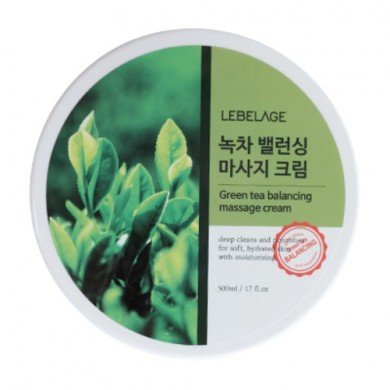 LEBELAGE
녹차 밸런싱
마사지 크림
Green tea balancing
massage cream
deep cleans and
for soft, hydrated skin
with moisturizing
BALANCING
500ml / 17 fl.oz